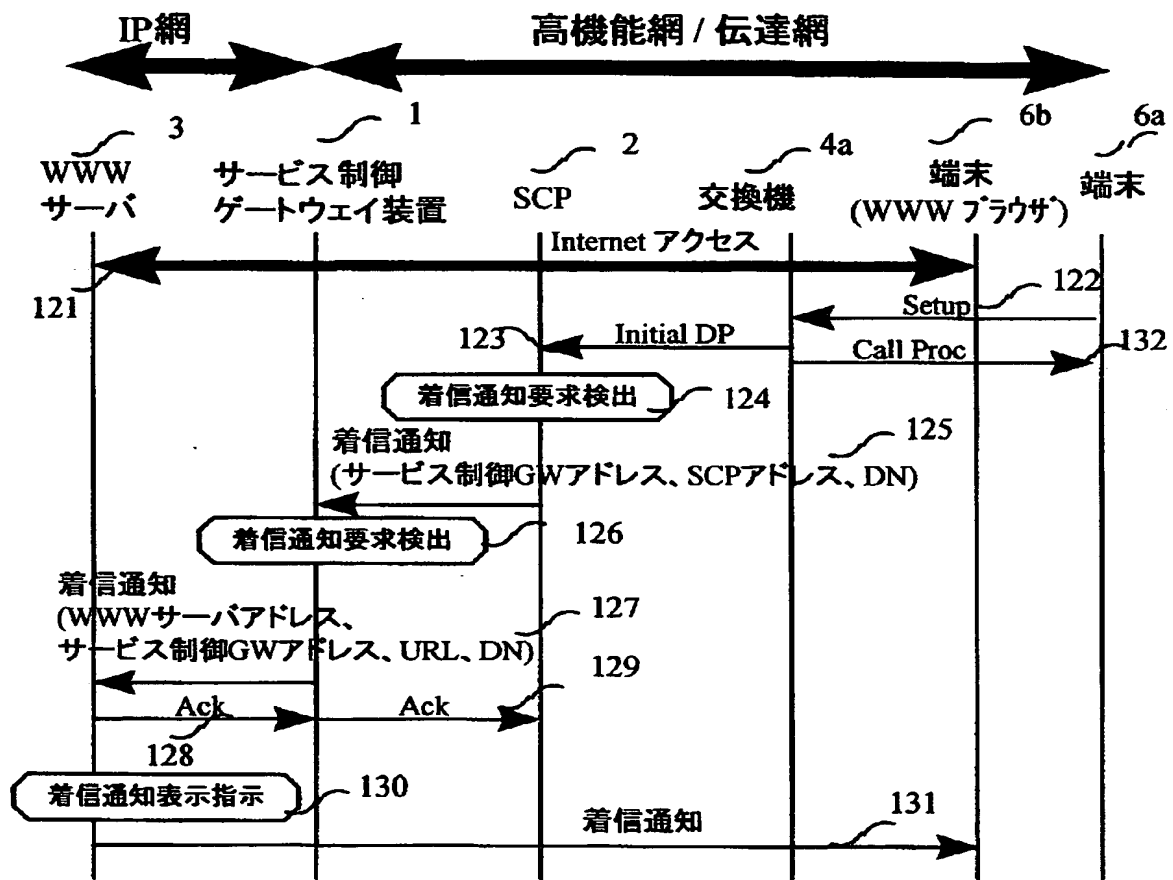 IP網
高機能網 / 伝達網
3
1
2
4a
6b
6a
WWW
サーバ
サービス制御
ゲートウェイ装置
SCP
交換機
端末
(WWW ブラウザ)
端末
Internet アクセス
121
Setup
122
123
Initial DP
Call Proc
132
着信通知要求検出
124
着信通知
125
(サービス制御GWアドレス、SCPアドレス、DN)
着信通知要求検出
126
着信通知
(WWWサーバアドレス、
127
サービス制御GWアドレス、URL、DN)
129
Ack
Ack
128
着信通知表示指示
130
着信通知
131